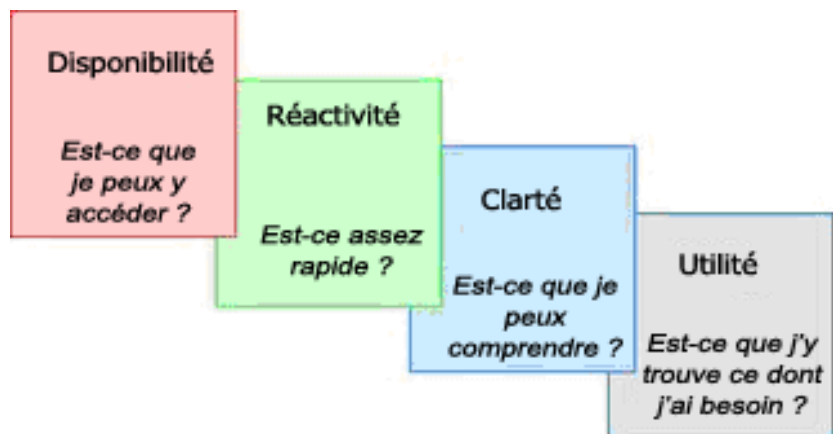 Disponibilité
Est-ce que
je peux y
accéder ?
Réactivité
Est-ce assez
rapide ?
Clarté
Est-ce que je
peux
comprendre ?
Utilité
Est-ce que j'y
trouve ce dont
j'ai besoin ?